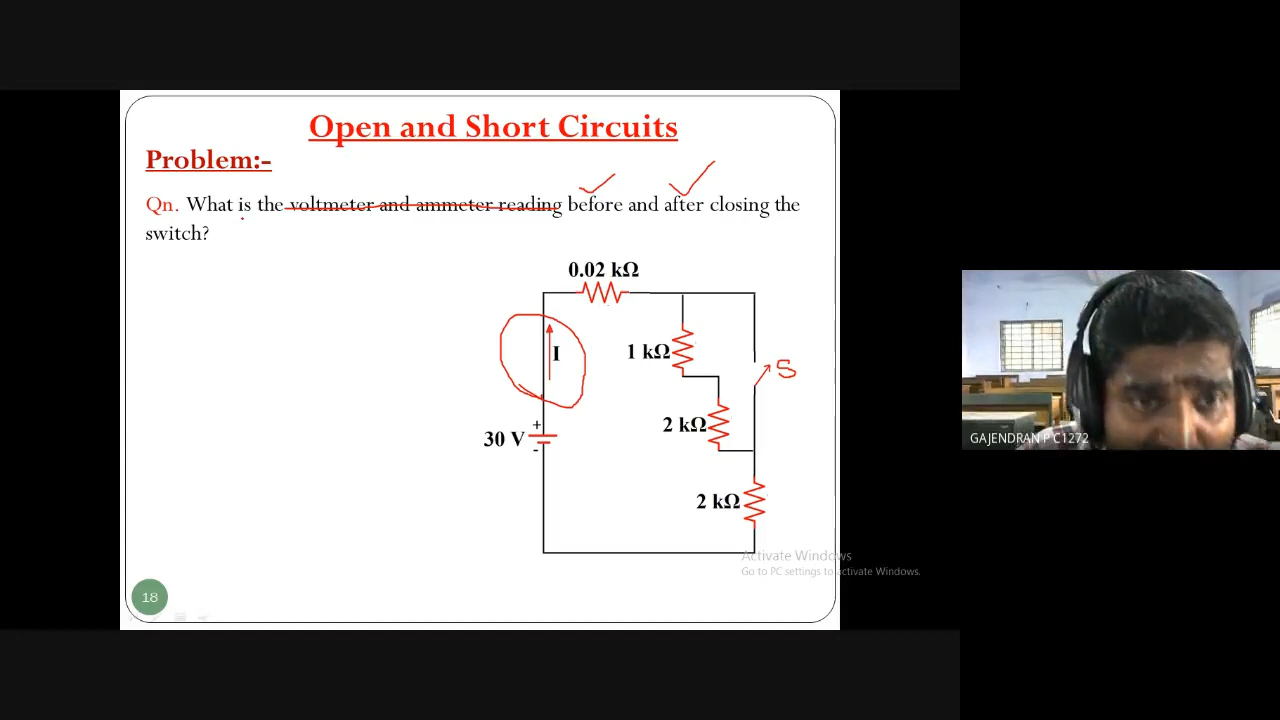 Open and Short Circuits
Problem:-
Qn. What is the voltmeter and ammeter reading before and after closing the
switch?
0.02 kΩ
I
1 kΩ
S
2 kΩ
+
30 V
-
2 kΩ
GAJENDRAN P C1272
Activate Windows
Go to PC settings to activate Windows.
18